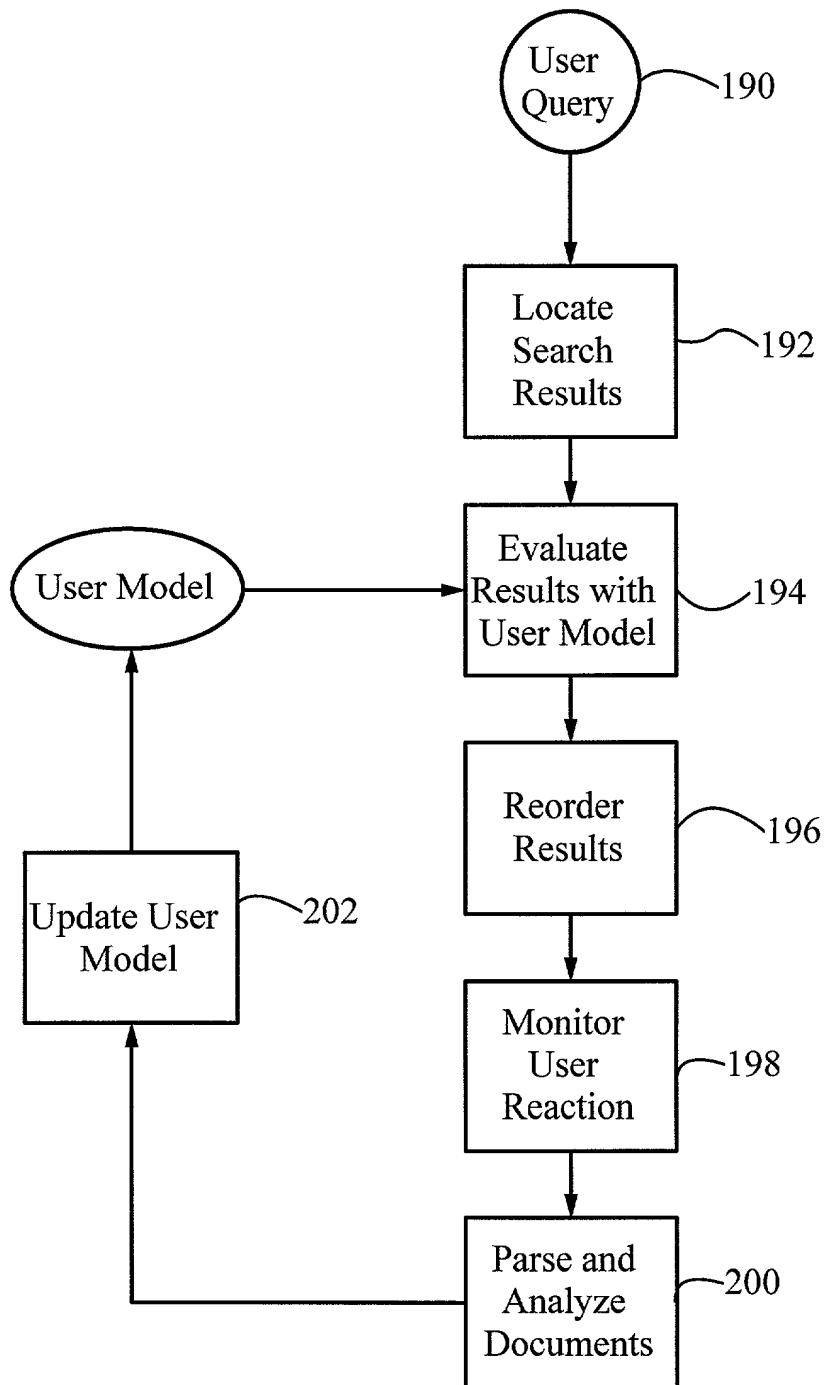 User
Query
190
Locate
Search
Results
192
Evaluate
Results with
User Model
194
User Model
Reorder
Results
196
Update User
Model
202
Monitor
User
Reaction
198
Parse and
Analyze
Documents
200